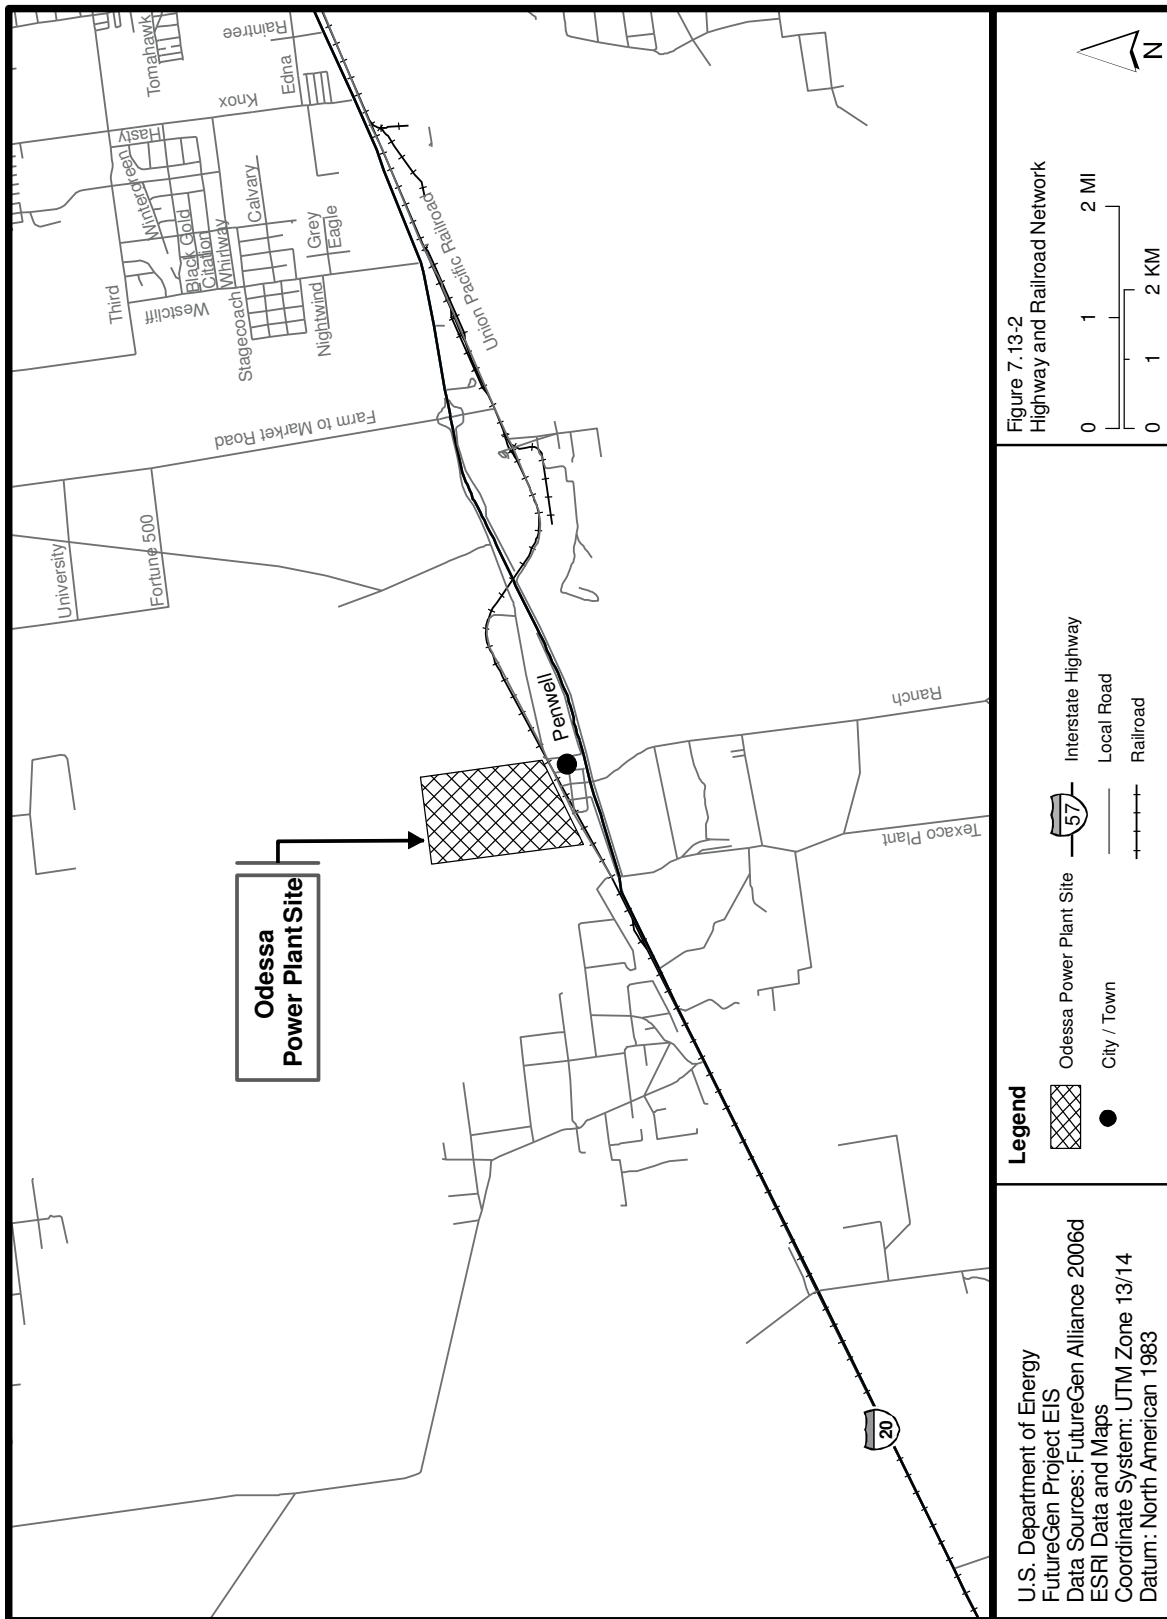 Tomahawk
Raintree
Edna
Knox
Hasty
Wintergreen
Calvary
Black Gold
Citation
Whirlway
Grey
Eagle
Third
Westcliff
Stagecoach
Nightwind
Union Pacific Railroad
Farm to Market Road
University
Fortune 500
Penwell
Ranch
Texaco Plant
Odessa
Power Plant Site
20
U.S. Department of Energy
FutureGen Project EIS
Data Sources: FutureGen Alliance 2006d
ESRI Data and Maps
Coordinate System: UTM Zone 13/14
Datum: North American 1983
Legend
Odessa Power Plant Site
City / Town
57
Interstate Highway
Local Road
Railroad
Figure 7.13-2
Highway and Railroad Network
0 1 2 MI
0 1 2 KM
N